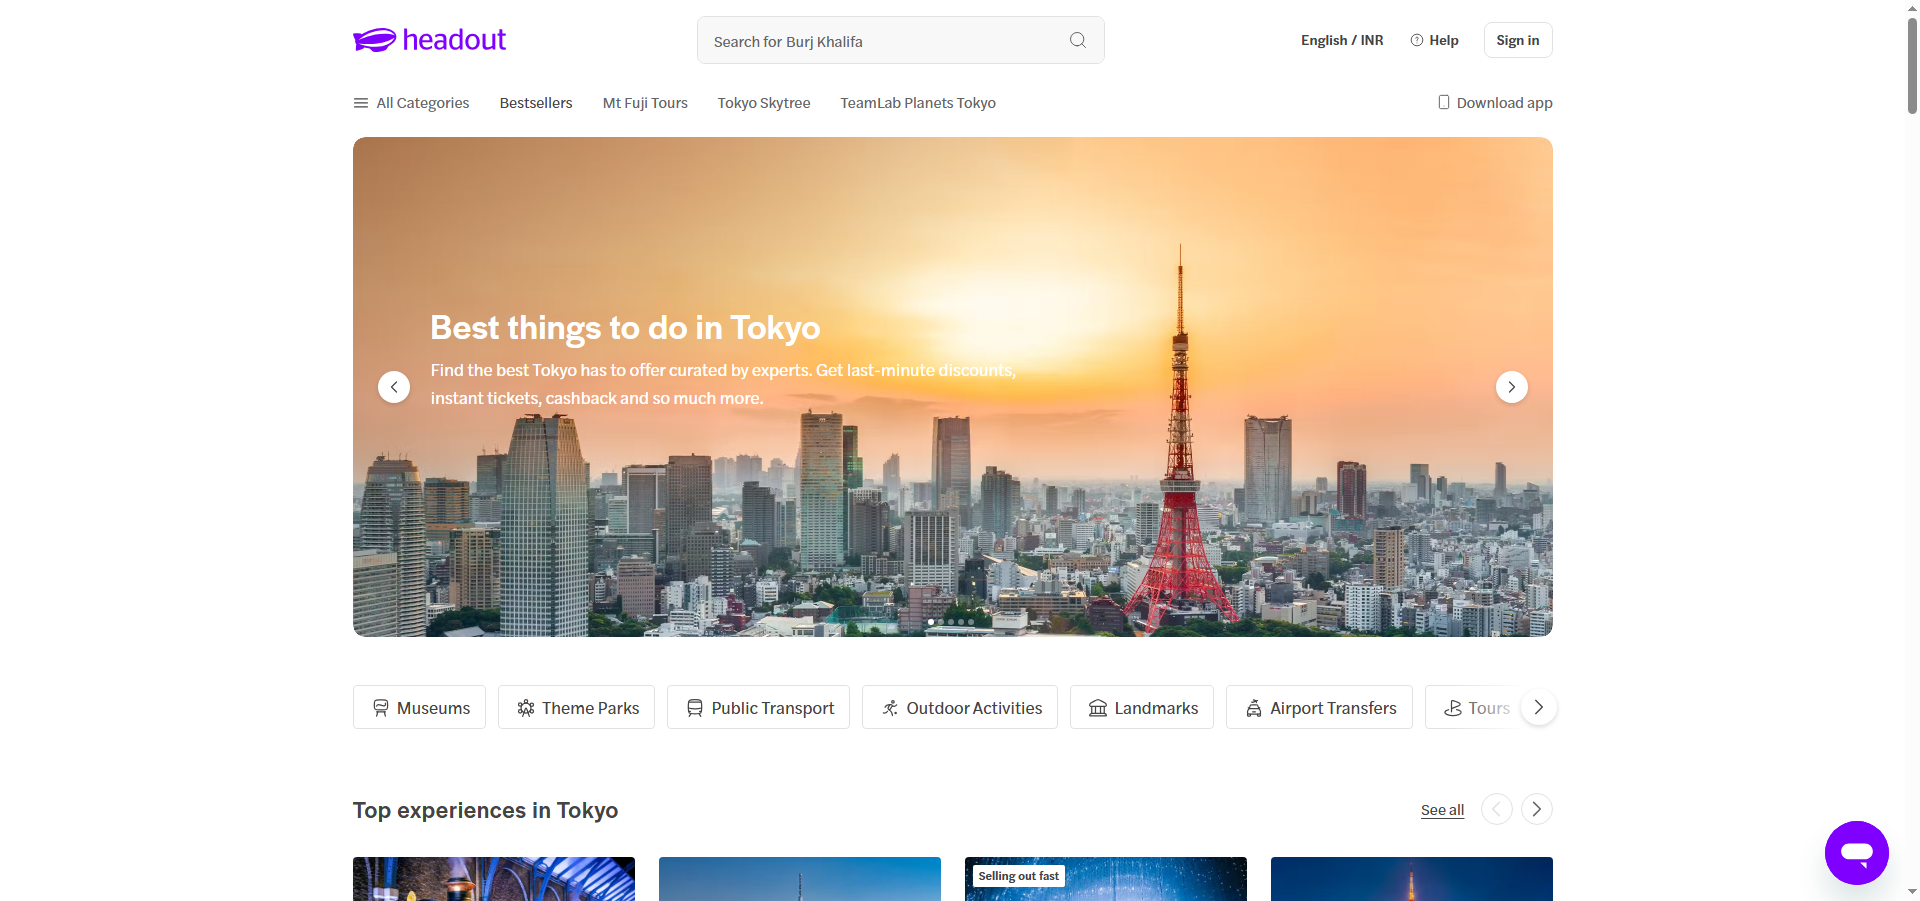 headout
Search for Burj Khalifa
English / INR
Help
Sign in
All Categories
Bestsellers
Mt Fuji Tours
Tokyo Skytree
TeamLab Planets Tokyo
Download app
Best things to do in Tokyo
Find the best Tokyo has to offer curated by experts. Get last-minute discounts,
instant tickets, cashback and so much more.
Museums
Theme Parks
Public Transport
Outdoor Activities
Landmarks
Airport Transfers
Tours
Top experiences in Tokyo
See all
Selling out fast